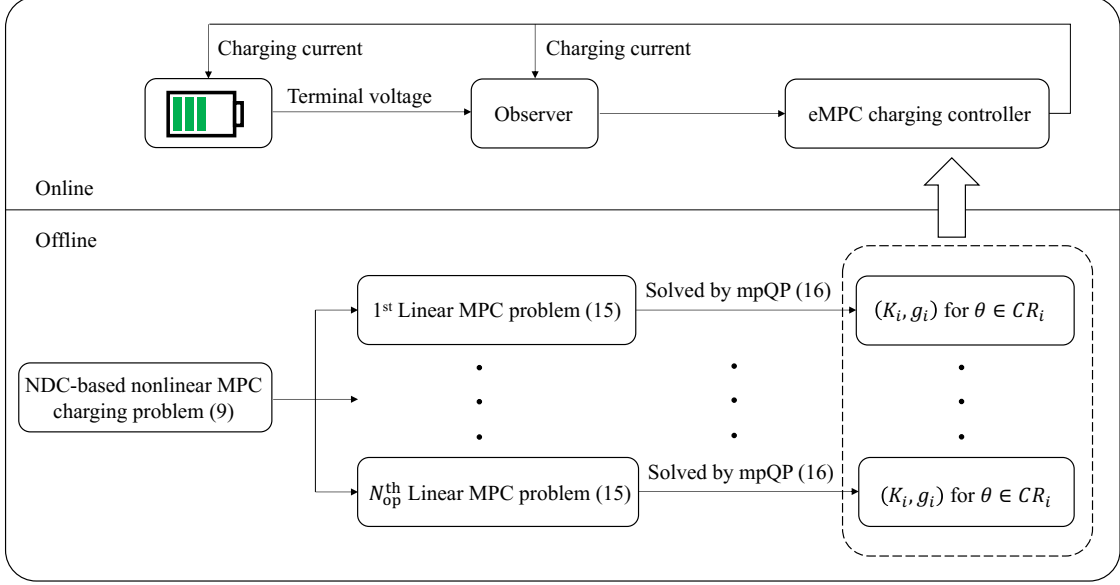 Charging current
Charging current
Terminal voltage
Observer
eMPC charging controller
Online
Offline
1st Linear MPC problem (15)
Solved by mpQP (16)
(K_i, g_i) for θ ∈ CR_i
NDC-based nonlinear MPC
charging problem (9)
N_op^th Linear MPC problem (15)
Solved by mpQP (16)
(K_i, g_i) for θ ∈ CR_i